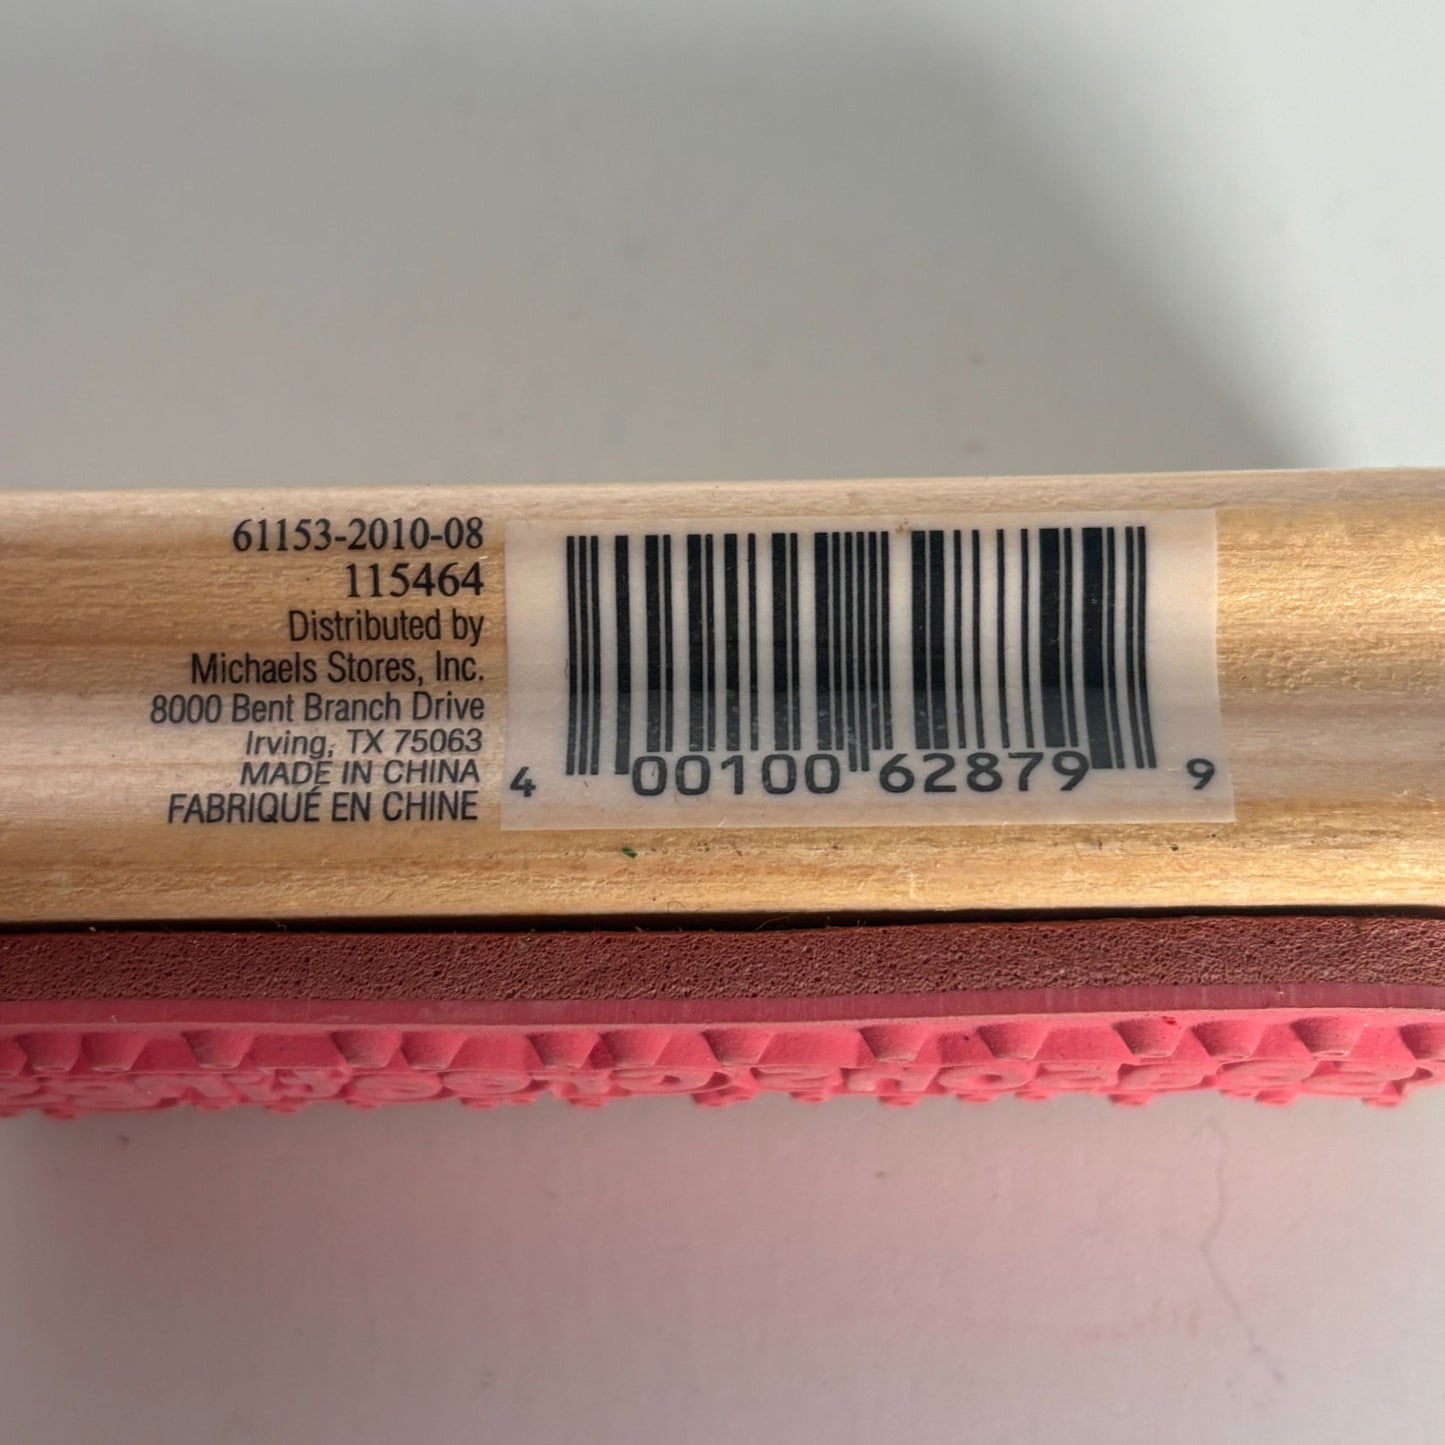 61153-2010-08
115464
Distributed by
Michaels Stores, Inc.
8000 Bent Branch Drive
Irving, TX 75063
MADE IN CHINA
FABRIQUÉ EN CHINE
4 00100 62879 9